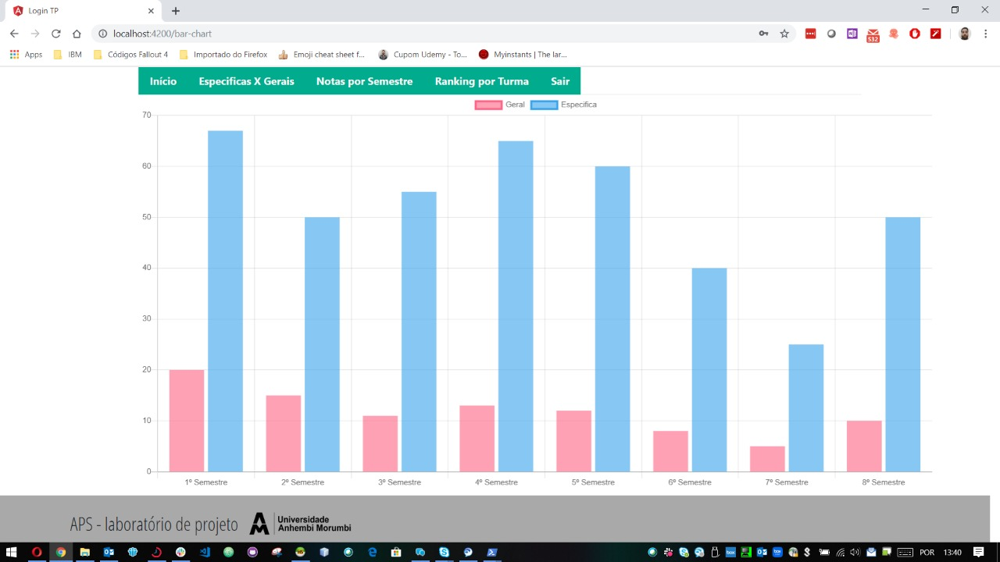 Login TP
localhost:4200/bar-chart
532
Apps IBM Códigos Fallout 4 Importado do Firefox Emoji cheat sheet f... Cupom Udemy - To... Myinstants | The lar...
Início Especificas X Gerais Notas por Semestre Ranking por Turma Sair
Geral Especifica
70
60
50
40
30
20
10
0
1º Semestre 2º Semestre 3º Semestre 4º Semestre 5º Semestre 6º Semestre 7º Semestre 8º Semestre
APS - laboratório de projeto
Universidade
Anhembi Morumbi
POR 13:40